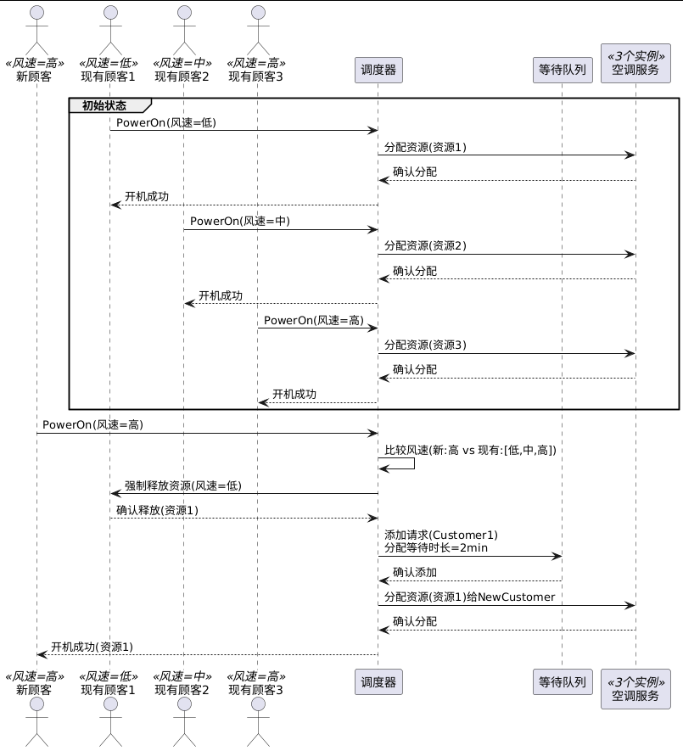 «风速=高»
新顾客
«风速=低»
现有顾客1
«风速=中»
现有顾客2
«风速=高»
现有顾客3
调度器
等待队列
«3个实例»
空调服务
初始状态
PowerOn(风速=低)
分配资源(资源1)
确认分配
开机成功
PowerOn(风速=中)
分配资源(资源2)
确认分配
开机成功
PowerOn(风速=高)
分配资源(资源3)
确认分配
开机成功
PowerOn(风速=高)
比较风速(新:高 vs 现有:[低,中,高])
强制释放资源(风速=低)
确认释放(资源1)
添加请求(Customer1)
分配等待时长=2min
确认添加
分配资源(资源1)给NewCustomer
确认分配
开机成功(资源1)
«风速=高»
新顾客
«风速=低»
现有顾客1
«风速=中»
现有顾客2
«风速=高»
现有顾客3
调度器
等待队列
«3个实例»
空调服务